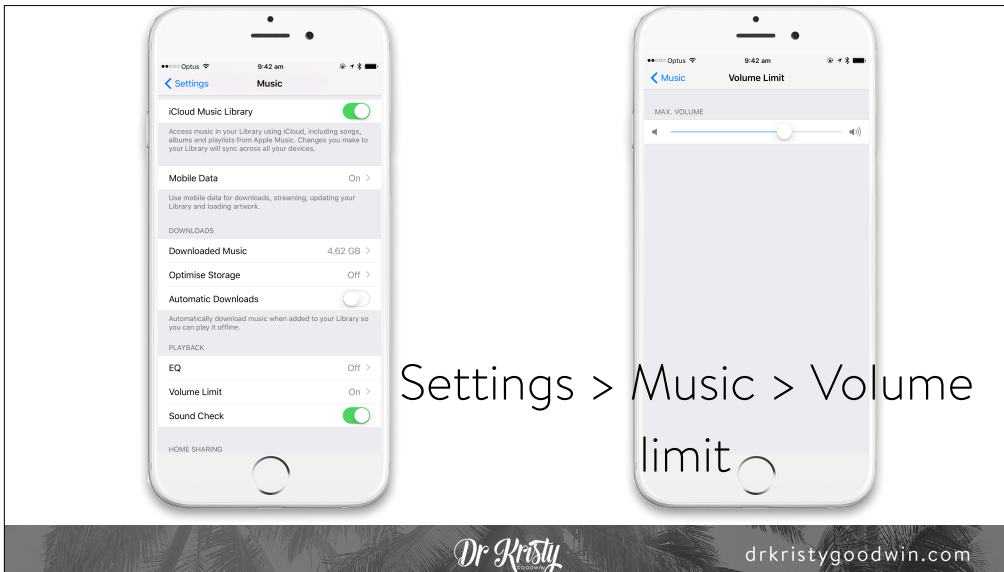 Optus 9:42 am
Settings Music
iCloud Music Library
Access music in your Library using iCloud, including songs,
albums and playlists from Apple Music. Changes you make to
your Library will sync across all your devices.
Mobile Data On >
Use mobile data for downloads, streaming, updating your
Library and loading artwork.
DOWNLOADS
Downloaded Music 4.62 GB >
Optimise Storage Off >
Automatic Downloads
Automatically download music when added to your Library so
you can play it offline.
PLAYBACK
EQ Off >
Volume Limit On >
Sound Check
HOME SHARING
Optus 9:42 am
Music Volume Limit
MAX. VOLUME
Settings > Music > Volume
limit
Dr Kristy
GOODWIN
drkristygoodwin.com